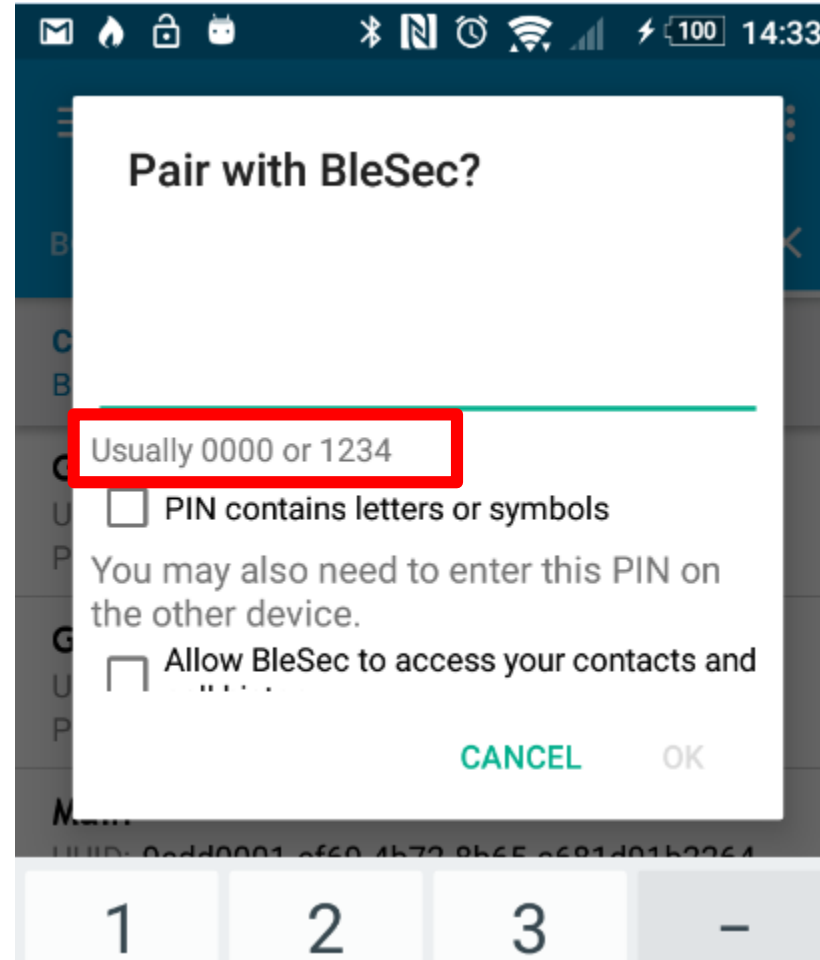 100 14:33
Pair with BleSec?
B
C
B
Usually 0000 or 1234
G
U
PIN contains letters or symbols
P
You may also need to enter this PIN on
the other device.
G
Allow BleSec to access your contacts and
U
P
CANCEL OK
UUID:
1 2 3 –